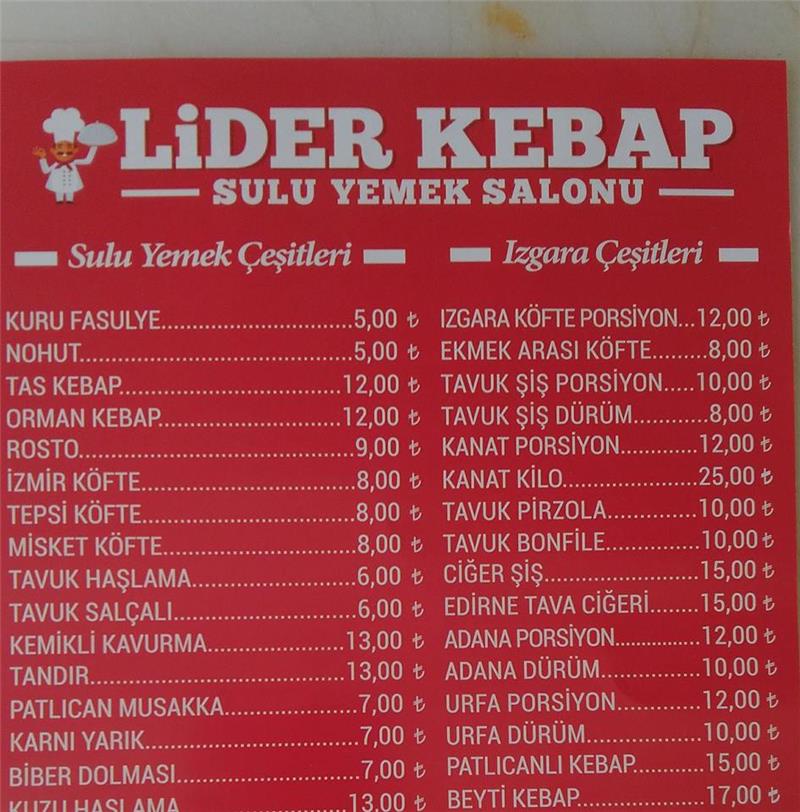 LiDER KEBAP
SULU YEMEK SALONU
Sulu Yemek Çeşitleri
KURU FASULYE..............................5,00 ₺
NOHUT..........................................5,00 ₺
TAS KEBAP...................................12,00 ₺
ORMAN KEBAP.............................12,00 ₺
ROSTO..........................................9,00 ₺
İZMİR KÖFTE.................................8,00 ₺
TEPSİ KÖFTE.................................8,00 ₺
MİSKET KÖFTE..............................8,00 ₺
TAVUK HAŞLAMA..........................6,00 ₺
TAVUK SALÇALI.............................6,00 ₺
KEMİKLİ KAVURMA......................13,00 ₺
TANDIR........................................13,00 ₺
PATLICAN MUSAKKA.....................7,00 ₺
KARNI YARIK.................................7,00 ₺
BİBER DOLMASI............................7,00 ₺
KUZU HAŞLAMA..........................13,00 ₺
Izgara Çeşitleri
IZGARA KÖFTE PORSİYON...12,00 ₺
EKMEK ARASI KÖFTE.........8,00 ₺
TAVUK ŞİŞ PORSİYON.....10,00 ₺
TAVUK ŞİŞ DÜRÜM............8,00 ₺
KANAT PORSİYON............12,00 ₺
KANAT KİLO.....................25,00 ₺
TAVUK PİRZOLA..............10,00 ₺
TAVUK BONFİLE...............10,00 ₺
CİĞER ŞİŞ........................15,00 ₺
EDİRNE TAVA CİĞERİ.......15,00 ₺
ADANA PORSİYON.............12,00 ₺
ADANA DÜRÜM................10,00 ₺
URFA PORSİYON.............12,00 ₺
URFA DÜRÜM..................10,00 ₺
PATLICANLI KEBAP...........15,00 ₺
BEYTİ KEBAP...................17,00 ₺